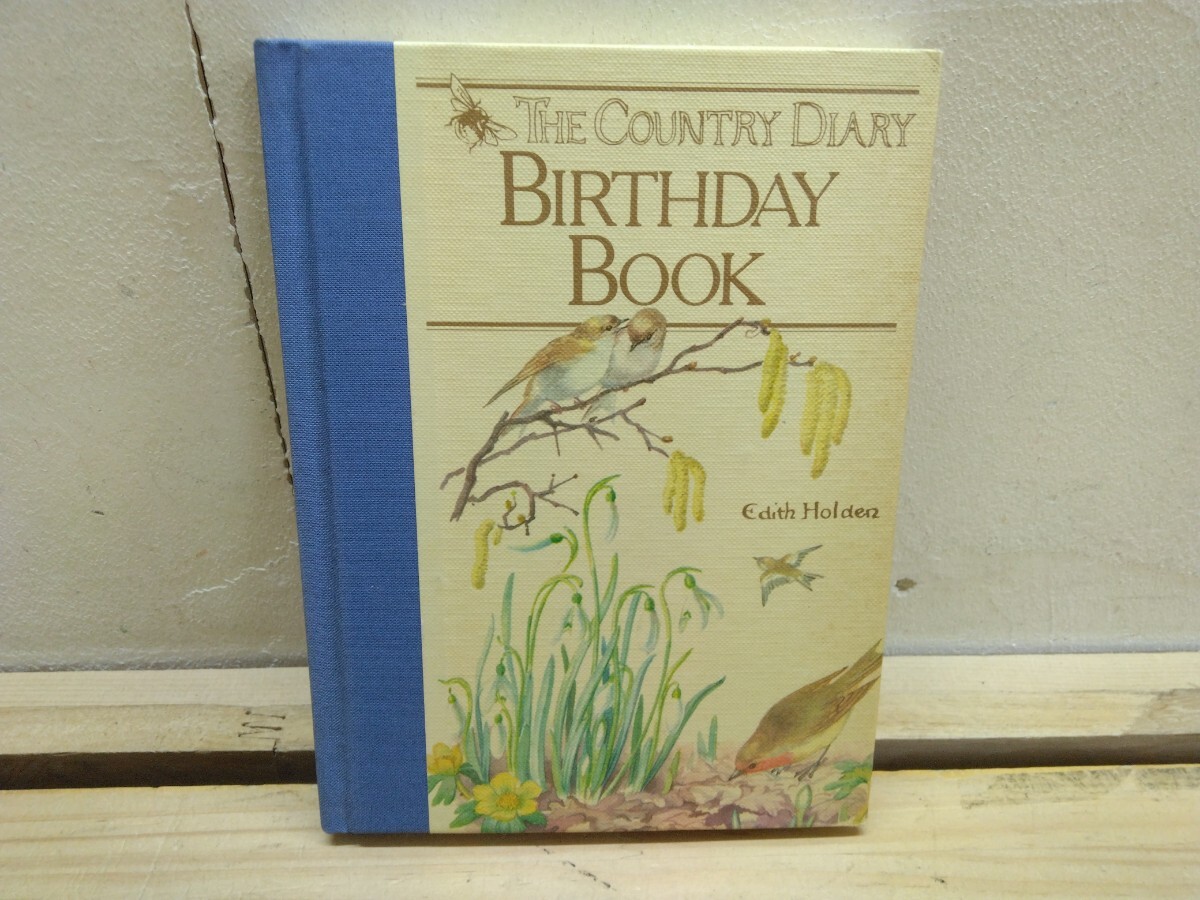 THE COUNTRY DIARY
BIRTHDAY
BOOK
Edith Holden